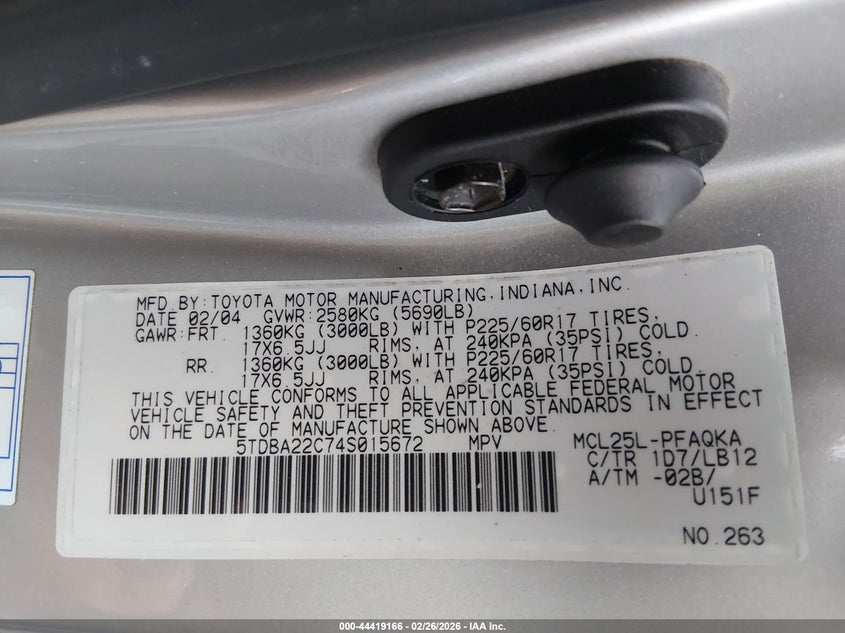 MFD.BY:TOYOTA MOTOR MANUFACTURING,INDIANA,INC.
DATE 02/04 GVWR:2580KG (5690LB)
GAWR:FRT. 1360KG (3000LB) WITH P225/60R17 TIRES,
17X6.5JJ RIMS, AT 240KPA (35PSI) COLD.
RR. 1360KG (3000LB) WITH P225/60R17 TIRES,
17X6.5JJ RIMS, AT 240KPA (35PSI) COLD.
THIS VEHICLE CONFORMS TO ALL APPLICABLE FEDERAL MOTOR
VEHICLE SAFETY AND THEFT PREVENTION STANDARDS IN EFFECT
ON THE DATE OF MANUFACTURE SHOWN ABOVE.
5TDBA22C74S015672 MPV MCL25L-PFAQKA
C/TR 1D7/LB12
A/TM -02B/
U151F
NO.263
000-44419166 - 02/26/2026 - IAA Inc.